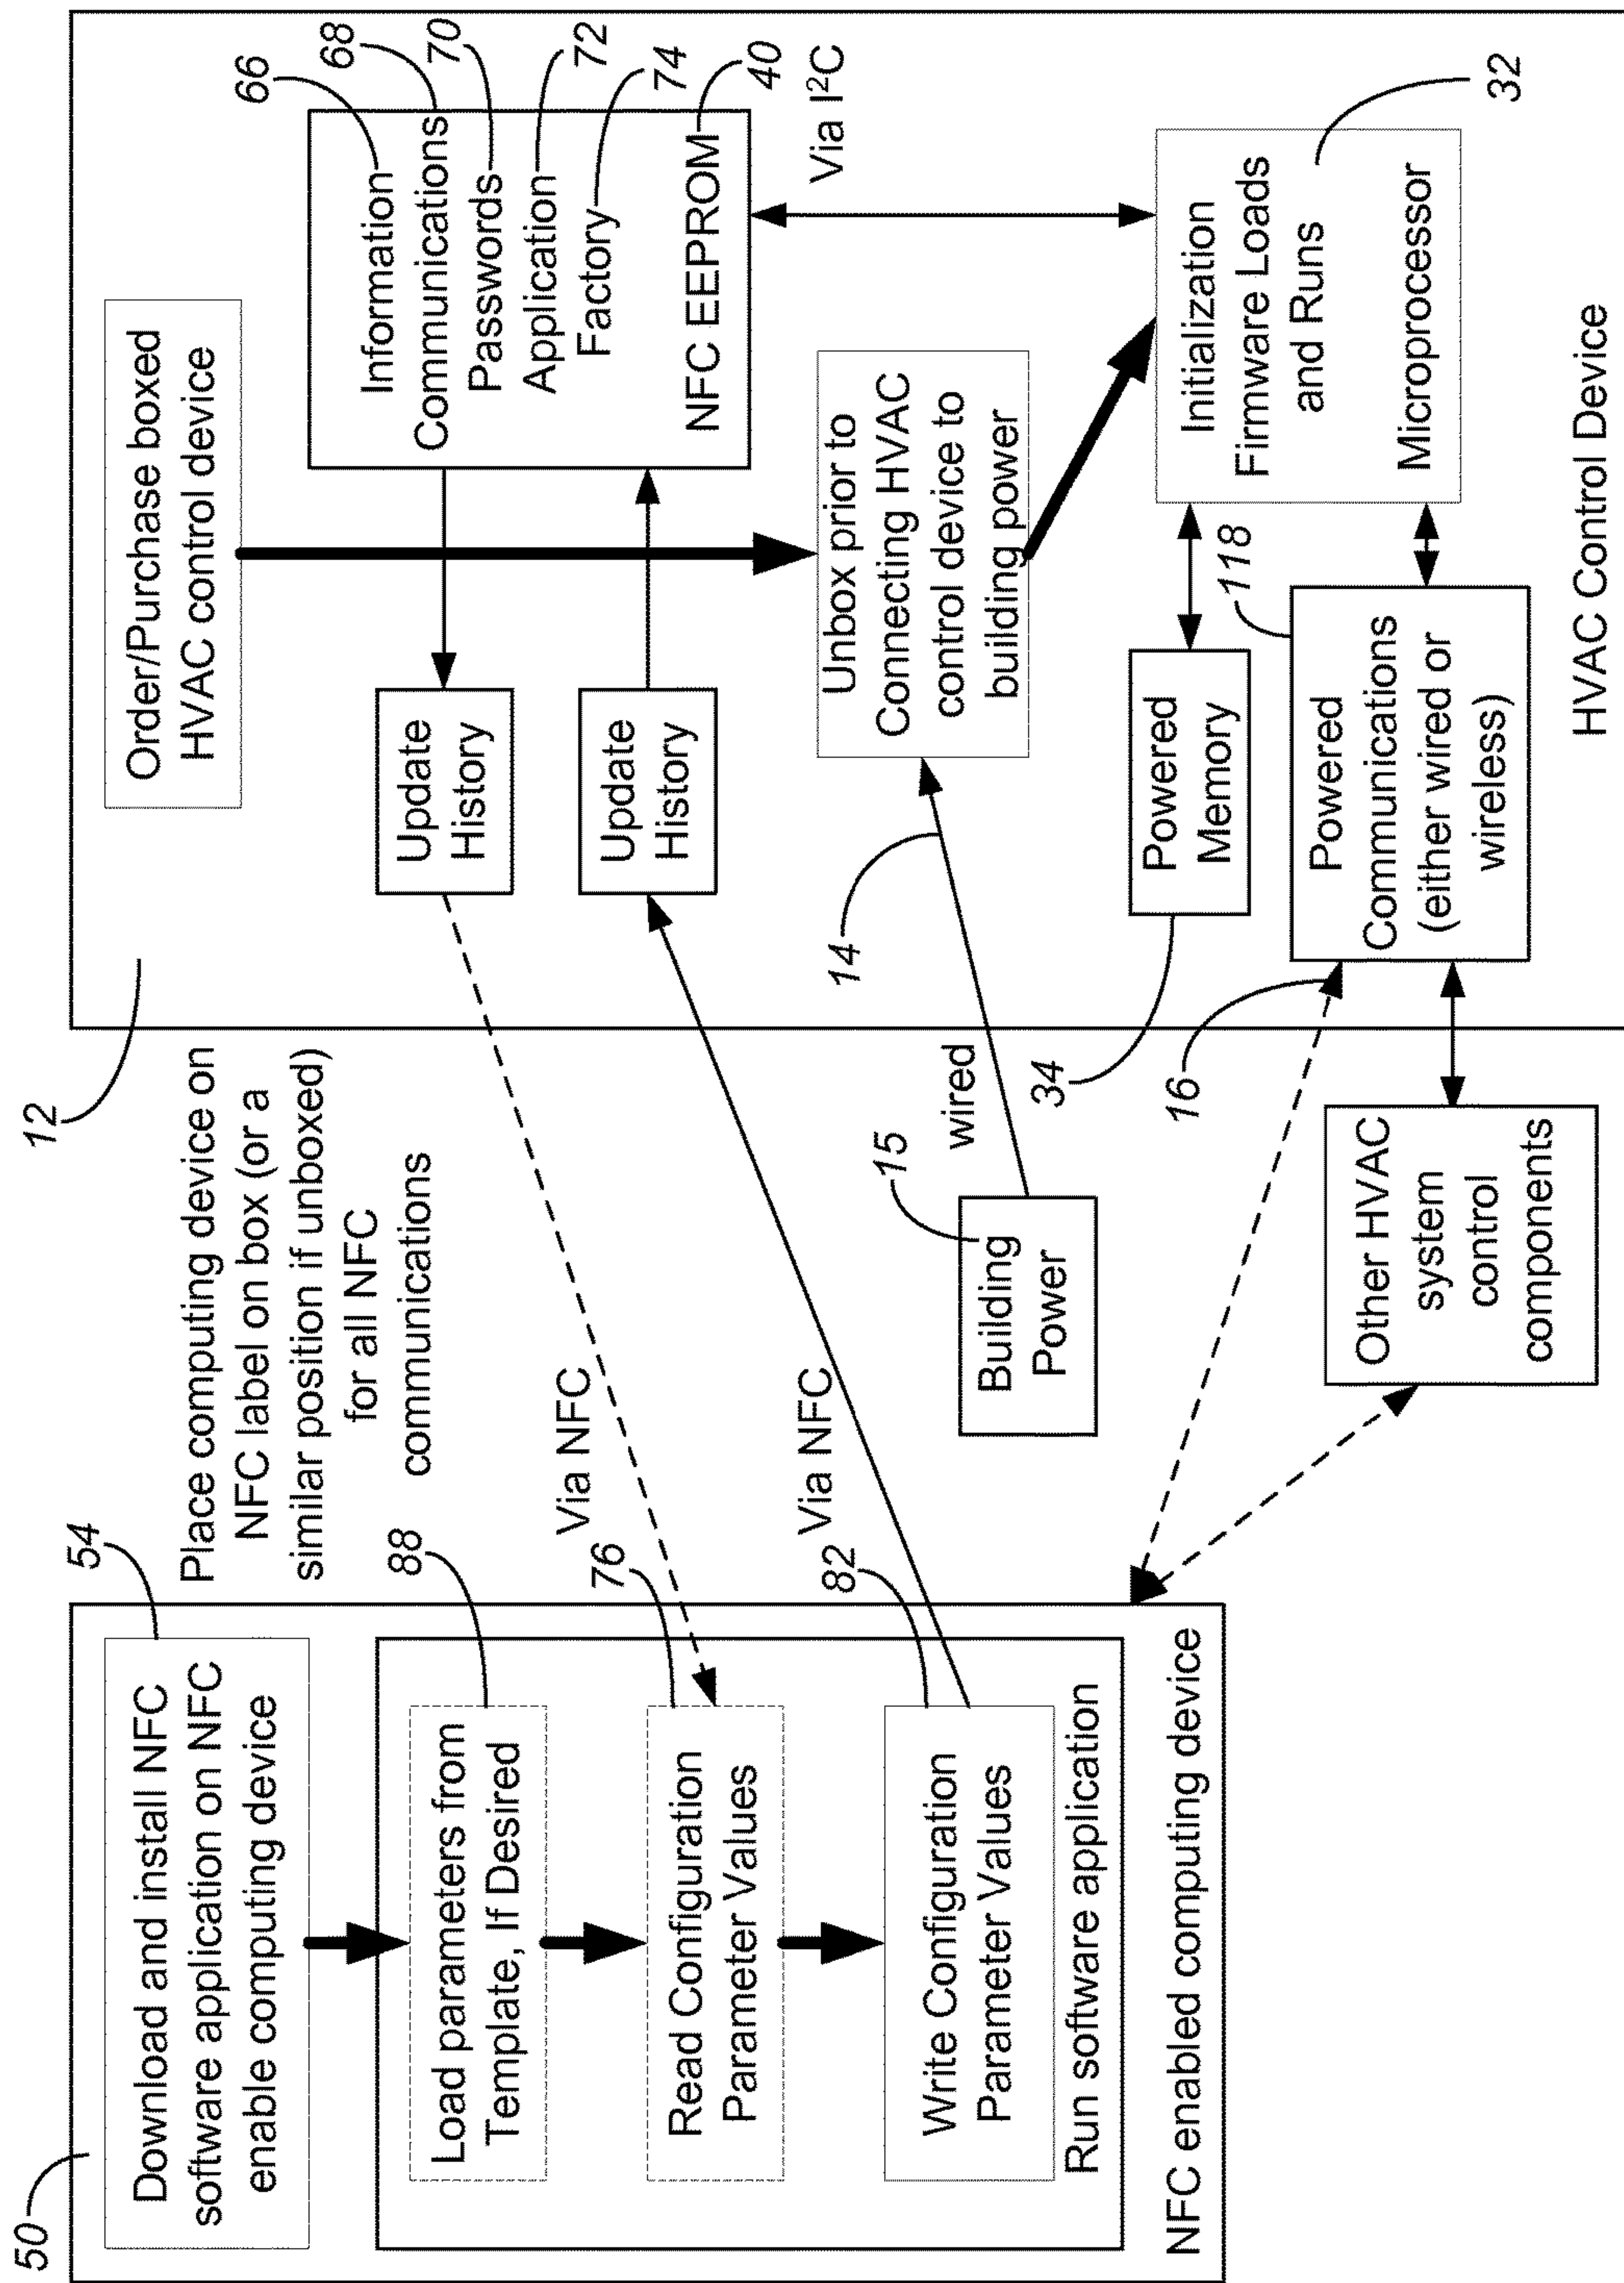 50
54
Download and install NFC
software application on NFC
enable computing device
88
Load parameters from
Template, If Desired
76
Read Configuration
Parameter Values
82
Write Configuration
Parameter Values
Run software application
NFC enabled computing device
Place computing device on
NFC label on box (or a
similar position if unboxed)
for all NFC
communications
Via NFC
Via NFC
15
Building
Power
wired
Other HVAC
system
control
components
12
Order/Purchase boxed
HVAC control device
Update
History
Update
History
66
68
70
72
74
40
Information
Communications
Passwords
Application
Factory
NFC EEPROM
Via I²C
14
Unbox prior to
Connecting HVAC
control device to
building power
34
Powered
Memory
16
118
Powered
Communications
(either wired or
wireless)
32
Initialization
Firmware Loads
and Runs
Microprocessor
HVAC Control Device